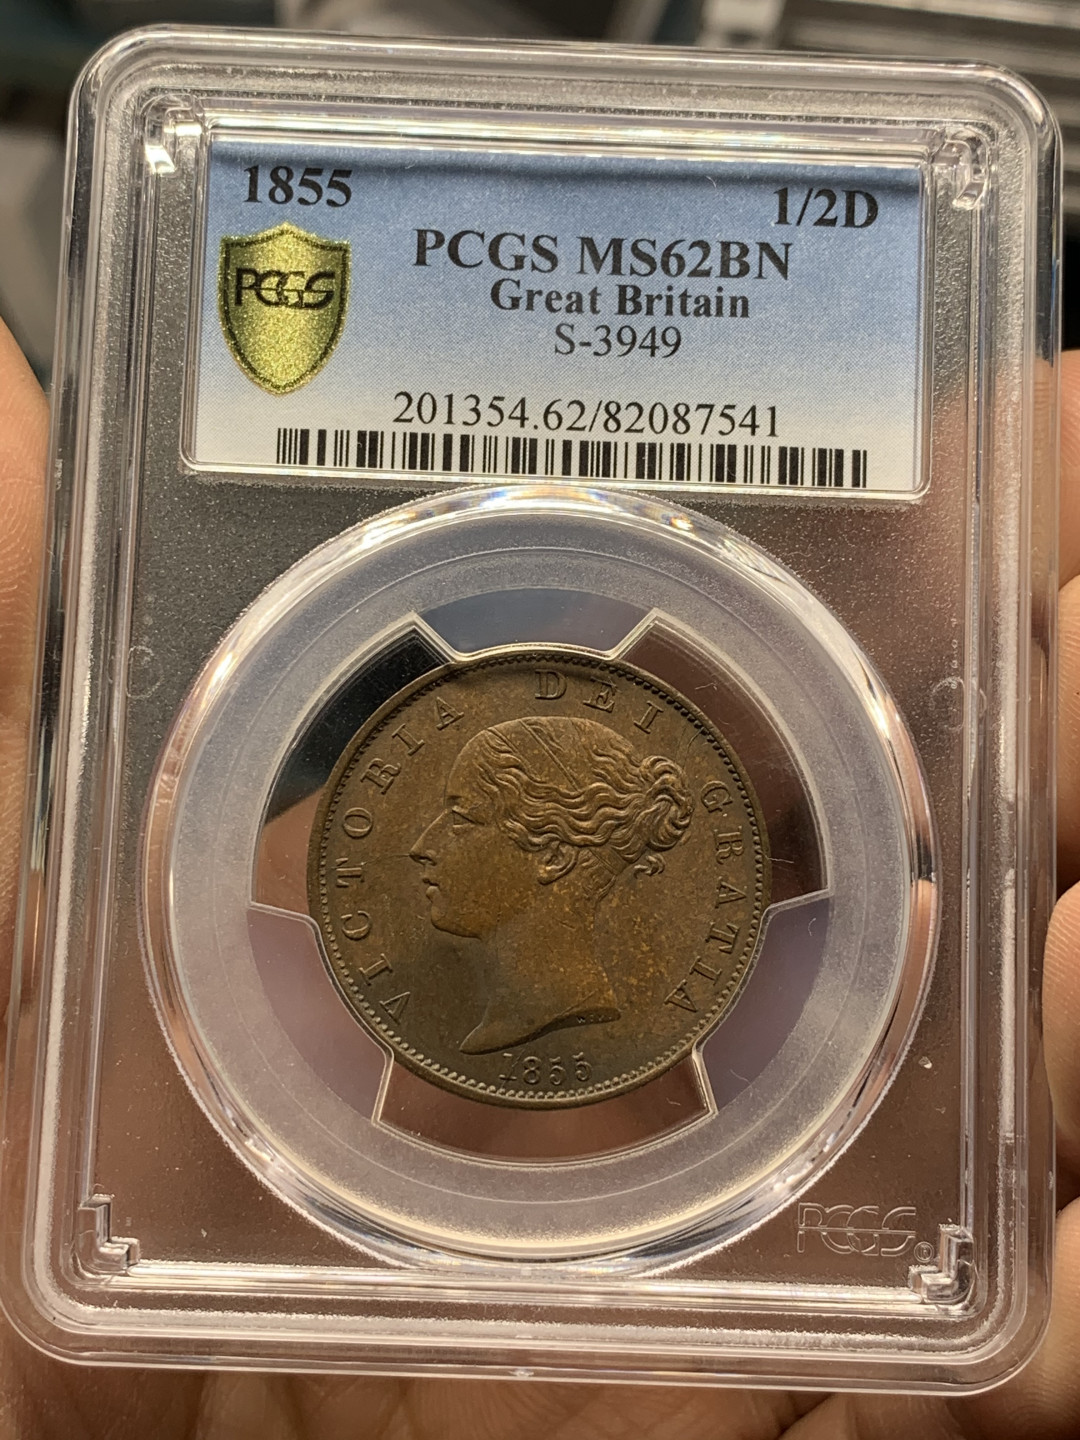 1855 1/2D
PCGS PCGS MS62BN
Great Britain
S-3949
201354.62/82087541
VICTORIA DEI GRATIA
1855
PCGS